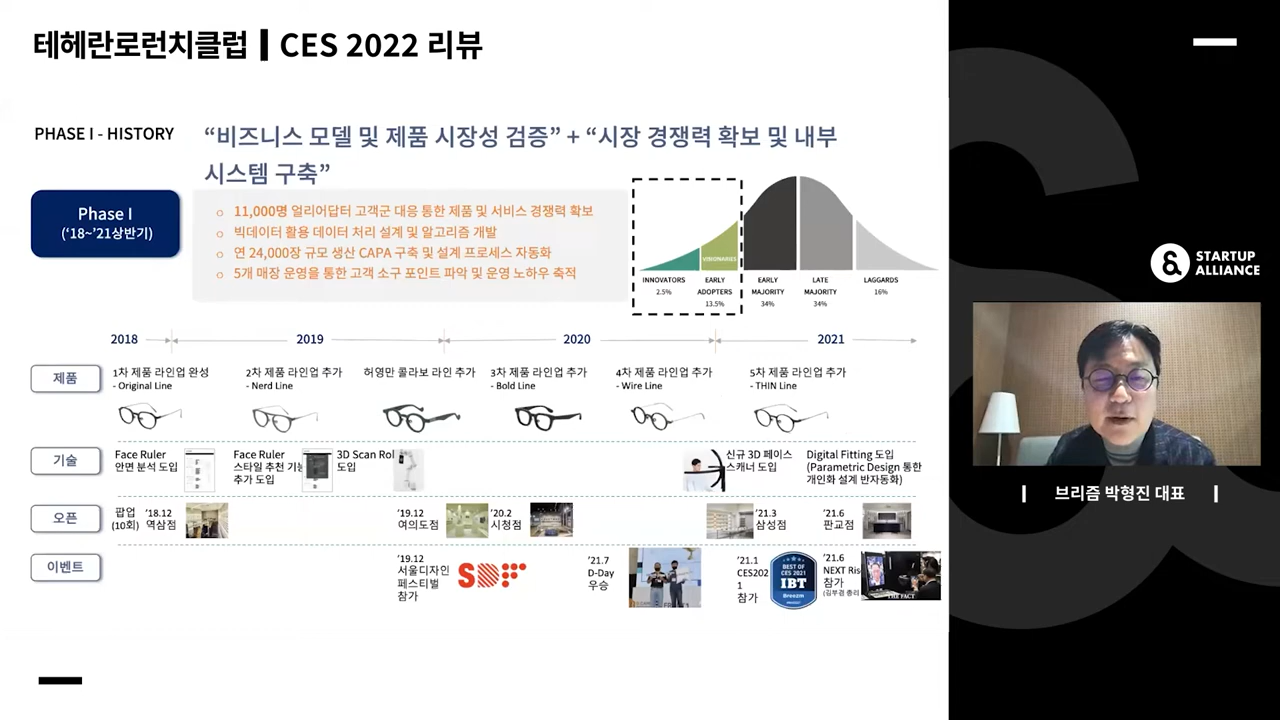 테헤란로런치클럽 | CES 2022 리뷰
PHASE I - HISTORY
“비즈니스 모델 및 제품 시장성 검증” + “시장 경쟁력 확보 및 내부
시스템 구축”
Phase I
(‘18~’21상반기)
○ 11,000명 얼리어답터 고객군 대응 통한 제품 및 서비스 경쟁력 확보
○ 빅데이터 활용 데이터 처리 설계 및 알고리즘 개발
○ 연 24,000장 규모 생산 CAPA 구축 및 설계 프로세스 자동화
○ 5개 매장 운영을 통한 고객 소구 포인트 파악 및 운영 노하우 축적
VISIONARIES
INNOVATORS
2.5%
EARLY
ADOPTERS
13.5%
EARLY
MAJORITY
34%
LATE
MAJORITY
34%
LAGGARDS
16%
2018
2019
2020
2021
제품
1차 제품 라인업 완성
- Original Line
2차 제품 라인업 추가
- Nerd Line
허영만 콜라보 라인 추가
3차 제품 라인업 추가
- Bold Line
4차 제품 라인업 추가
- Wire Line
5차 제품 라인업 추가
- THIN Line
기술
Face Ruler
안면 분석 도입
Face Ruler
스타일 추천 기능
추가 도입
3D Scan Rol
도입
신규 3D 페이스
스캐너 도입
Digital Fitting 도입
(Parametric Design 통한
개인화 설계 반자동화)
오픈
팝업
(10회)
’18.12
역삼점
’19.12
여의도점
’20.2
시청점
’21.3
삼성점
’21.6
판교점
이벤트
’19.12
서울디자인
페스티벌
참가
SDF
’21.7
D-Day
우승
’21.1
CES202
1
참가
BEST OF
CES 2021
IBT
Breezm
’21.6
NEXT Ris
참가
(김부겸 총리
THE FACT
STARTUP
ALLIANCE
브리즘 박형진 대표